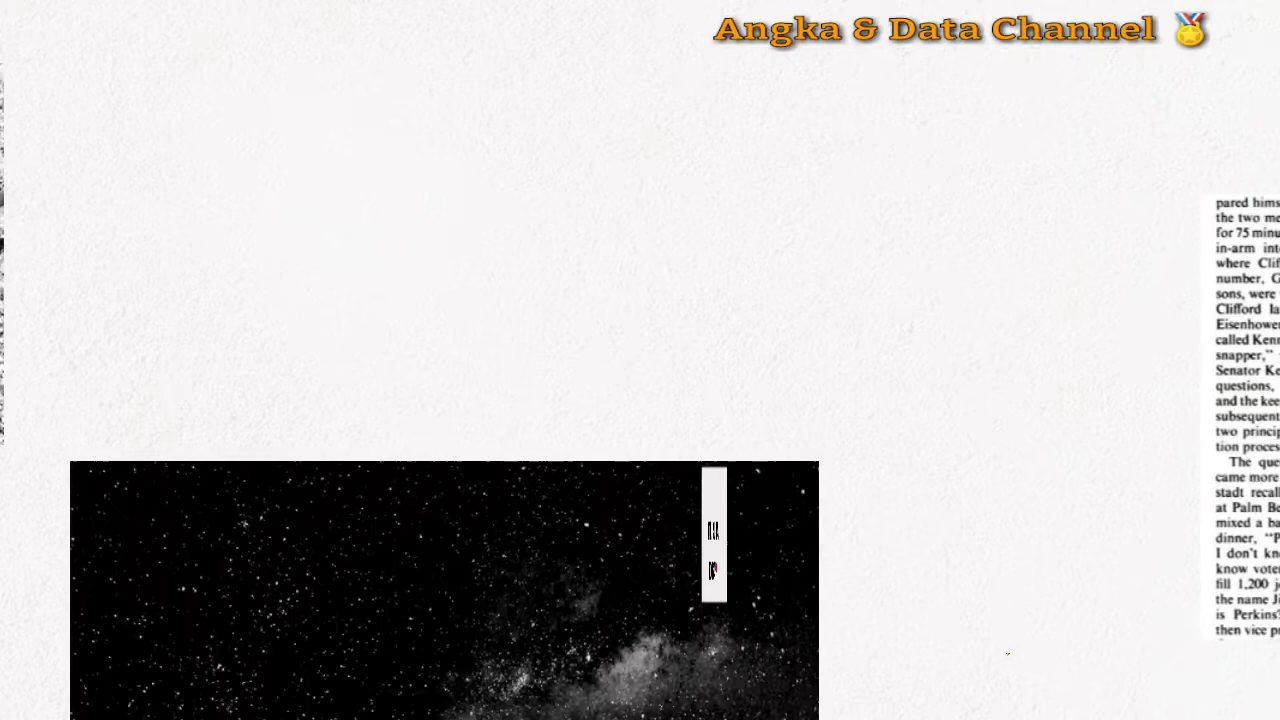 Angka & Data Channel
pared hims
the two me
for 75 minu
in-arm int
where Clif
number, G
sons, were
Clifford la
Eisenhowe
called Kenn
snapper,”
Senator Ke
questions,
and the kee
subsequent
two princip
tion proces
The que
came more
stadt recal
at Palm Be
mixed a ba
dinner, “P
I don't kn
know vote
fill 1,200 j
the name Ji
is Perkins?
then vice p